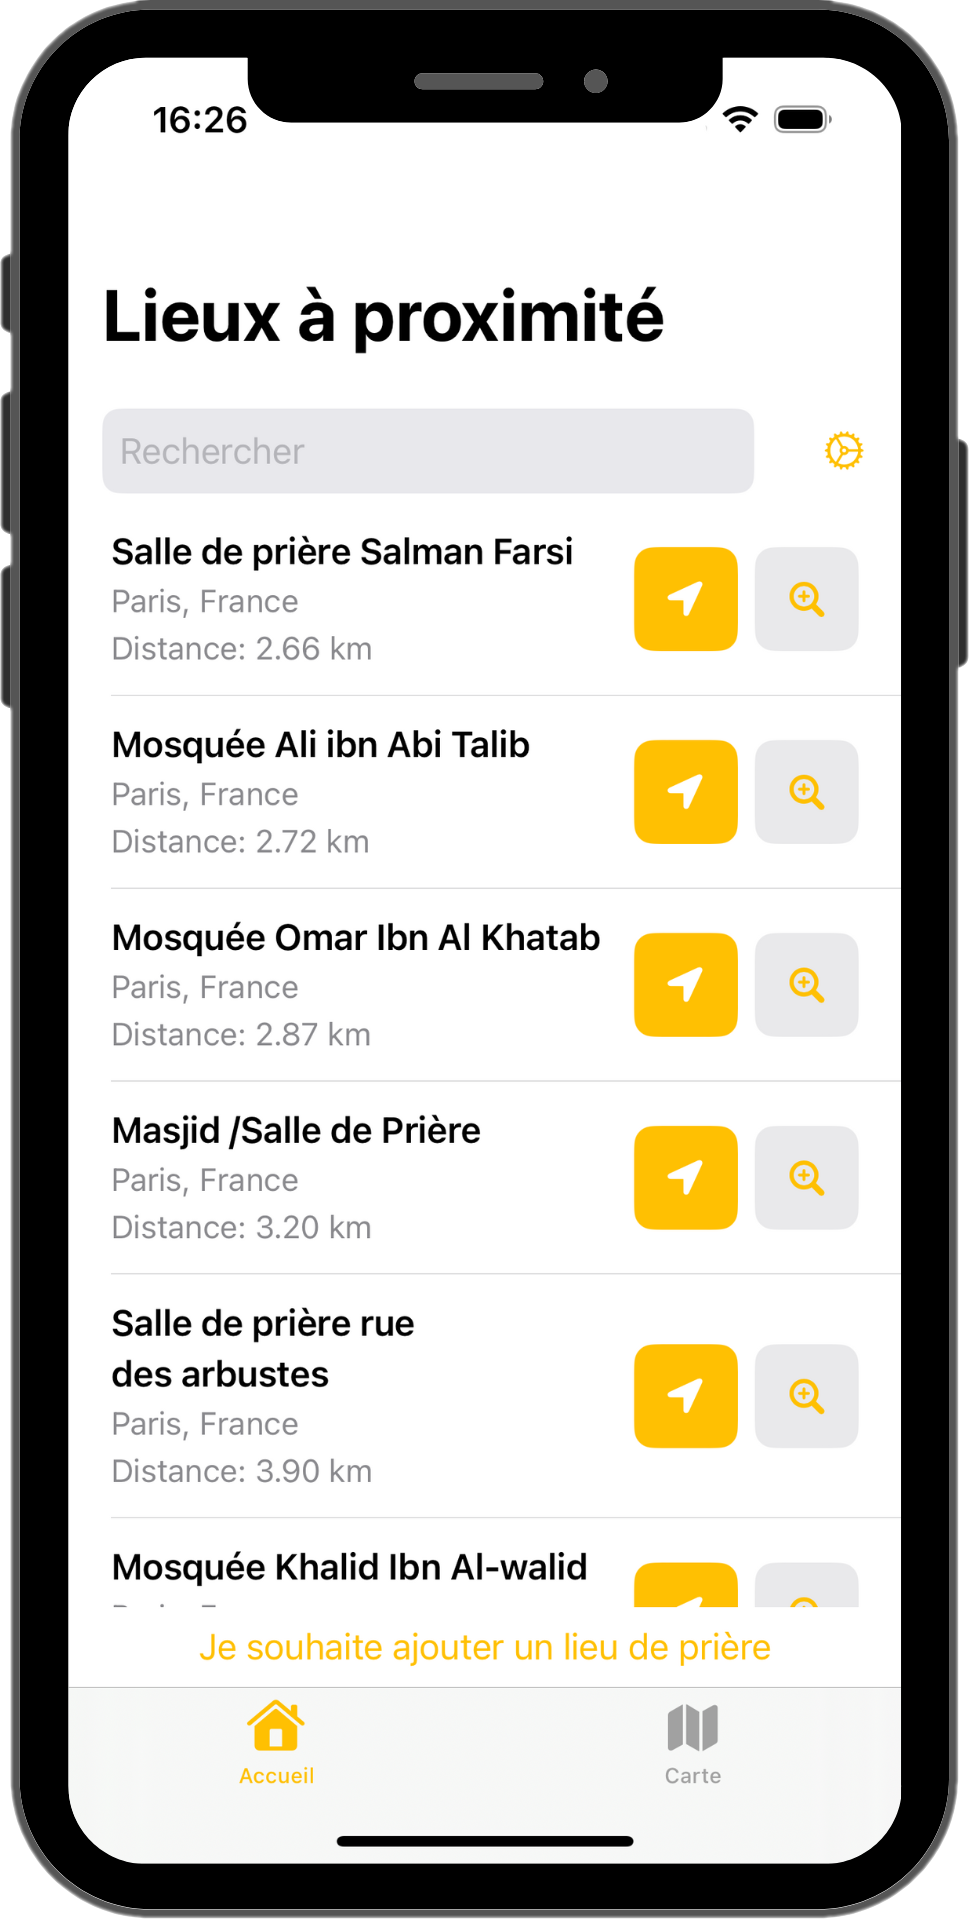 16:26
Lieux à proximité
Rechercher
Salle de prière Salman Farsi
Paris, France
Distance: 2.66 km
Mosquée Ali ibn Abi Talib
Paris, France
Distance: 2.72 km
Mosquée Omar Ibn Al Khatab
Paris, France
Distance: 2.87 km
Masjid /Salle de Prière
Paris, France
Distance: 3.20 km
Salle de prière rue
des arbustes
Paris, France
Distance: 3.90 km
Mosquée Khalid Ibn Al-walid
Je souhaite ajouter un lieu de prière
Accueil
Carte